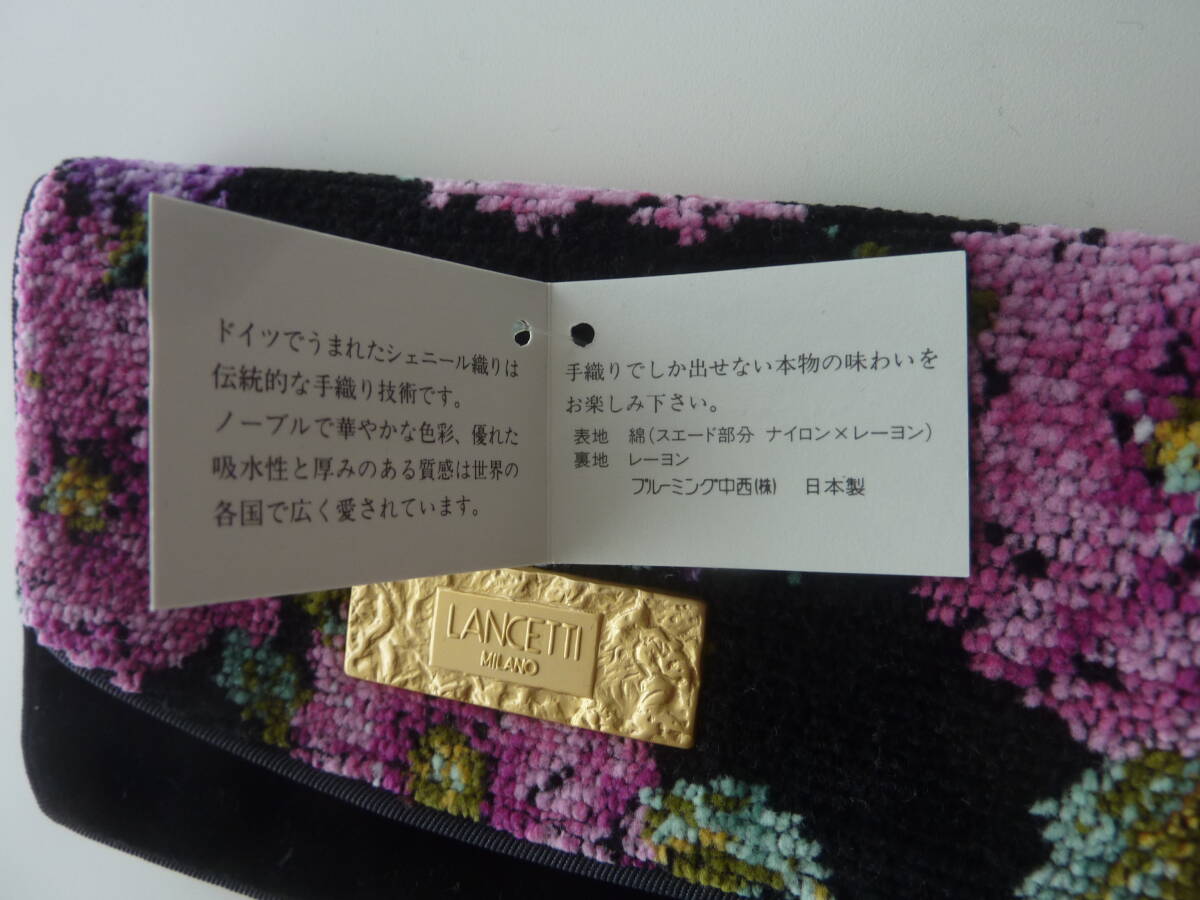 ドイツでうまれたシェニール織りは
伝統的な手織り技術です。
ノーブルで華やかな色彩、優れた
吸水性と厚みのある質感は世界の
各国で広く愛されています。
手織りでしか出せない本物の味わいを
お楽しみ下さい。
表地 綿(スエード部分 ナイロン×レーヨン)
裏地 レーヨン
ブルーミング中西(株) 日本製
LANCETTI
MILANO